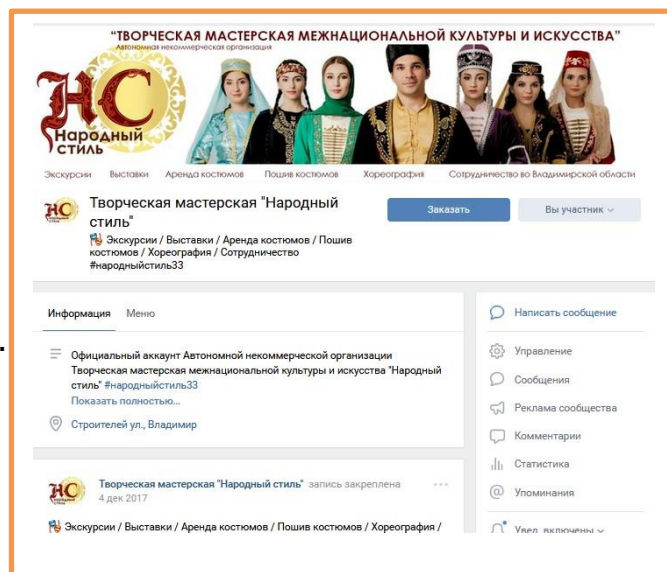 "ТВОРЧЕСКАЯ МАСТЕРСКАЯ МЕЖНАЦИОНАЛЬНОЙ КУЛЬТУРЫ И ИСКУССТВА"
Автономная некоммерческая организация
НС
Народный
стиль
Экскурсии Выставки Аренда костюмов Пошив костюмов Хореография Сотрудничество во Владимирской области
Творческая мастерская "Народный
стиль"
Экскурсии / Выставки / Аренда костюмов / Пошив
костюмов / Хореография / Сотрудничество
#народныйстиль33
Заказать
Вы участник
Информация Меню
Официальный аккаунт Автономной некоммерческой организации
Творческая мастерская межнациональной культуры и искусства "Народный
стиль" #народныйстиль33
Показать полностью...
Строителей ул., Владимир
Творческая мастерская "Народный стиль" запись закреплена
4 дек 2017
Экскурсии / Выставки / Аренда костюмов / Пошив костюмов / Хореография /
Написать сообщение
Управление
Сообщения
Реклама сообщества
Комментарии
Статистика
Упоминания
Увед. включены